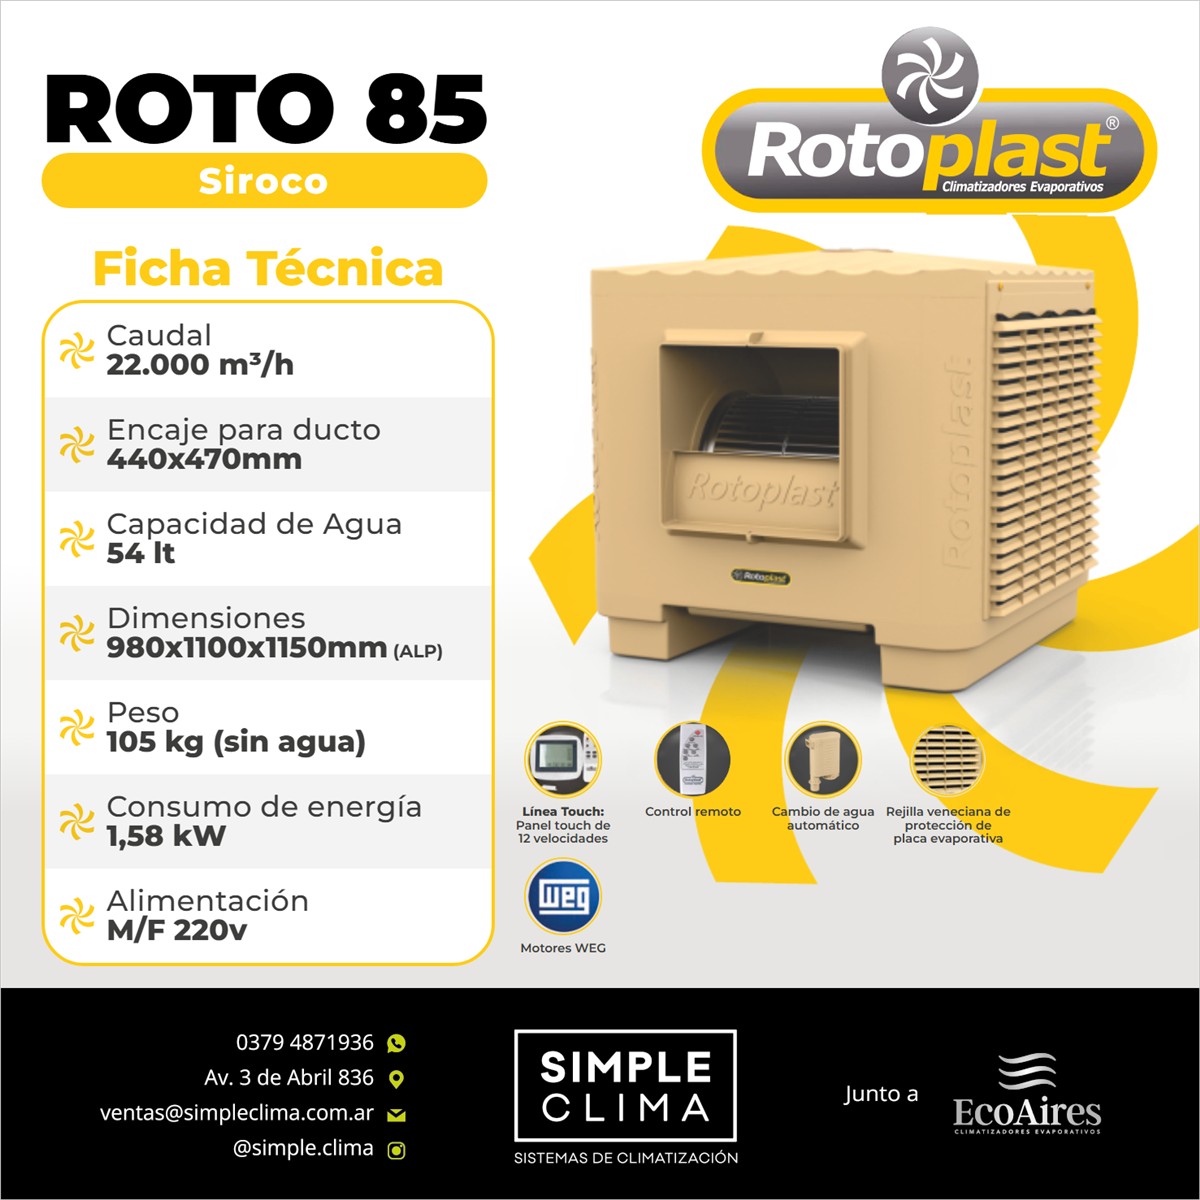 ROTO 85
Siroco
Rotoplast®
Climatizadores Evaporativos
Ficha Técnica
Caudal
22.000 m³/h
Encaje para ducto
440x470mm
Capacidad de Agua
54 lt
Dimensiones
980x1100x1150mm (ALP)
Peso
105 kg (sin agua)
Consumo de energía
1,58 kW
Alimentación
M/F 220v
Rotoplast
Rotoplast
Rotoplast
Línea Touch:
Panel touch de
12 velocidades
Control remoto
Cambio de agua
automático
Rejilla veneciana de
protección de
placa evaporativa
WEG
Motores WEG
0379 4871936
Av. 3 de Abril 836
ventas@simpleclima.com.ar
@simple.clima
SIMPLE
CLIMA
SISTEMAS DE CLIMATIZACIÓN
Junto a
EcoAires
CLIMATIZADORES EVAPORATIVOS